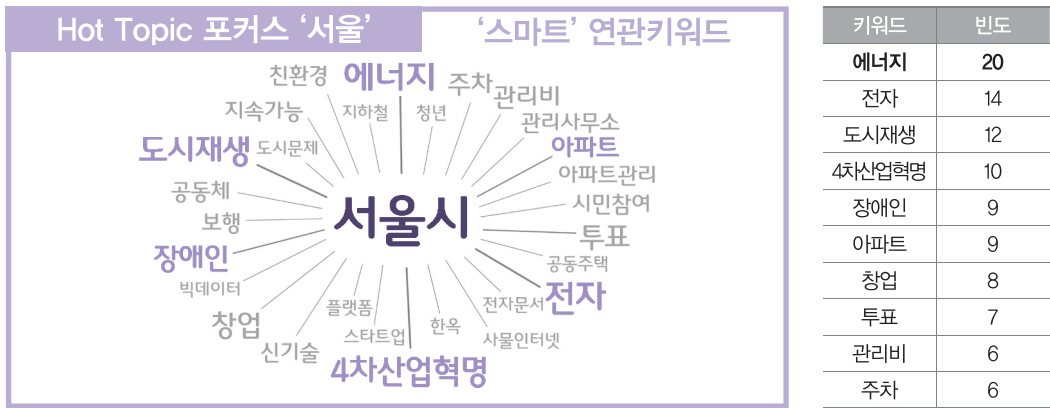 Hot Topic 포커스 ‘서울’
‘스마트’ 연관키워드
친환경
에너지
주차
관리비
지속가능
지하철
청년
관리사무소
도시재생
도시문제
아파트
아파트관리
공동체
시민참여
보행
서울시
투표
장애인
공동주택
빅데이터
전자
플랫폼
전자문서
창업
스타트업
한옥
사물인터넷
신기술
4차산업혁명
키워드 빈도
에너지 20
전자 14
도시재생 12
4차산업혁명 10
장애인 9
아파트 9
창업 8
투표 7
관리비 6
주차 6